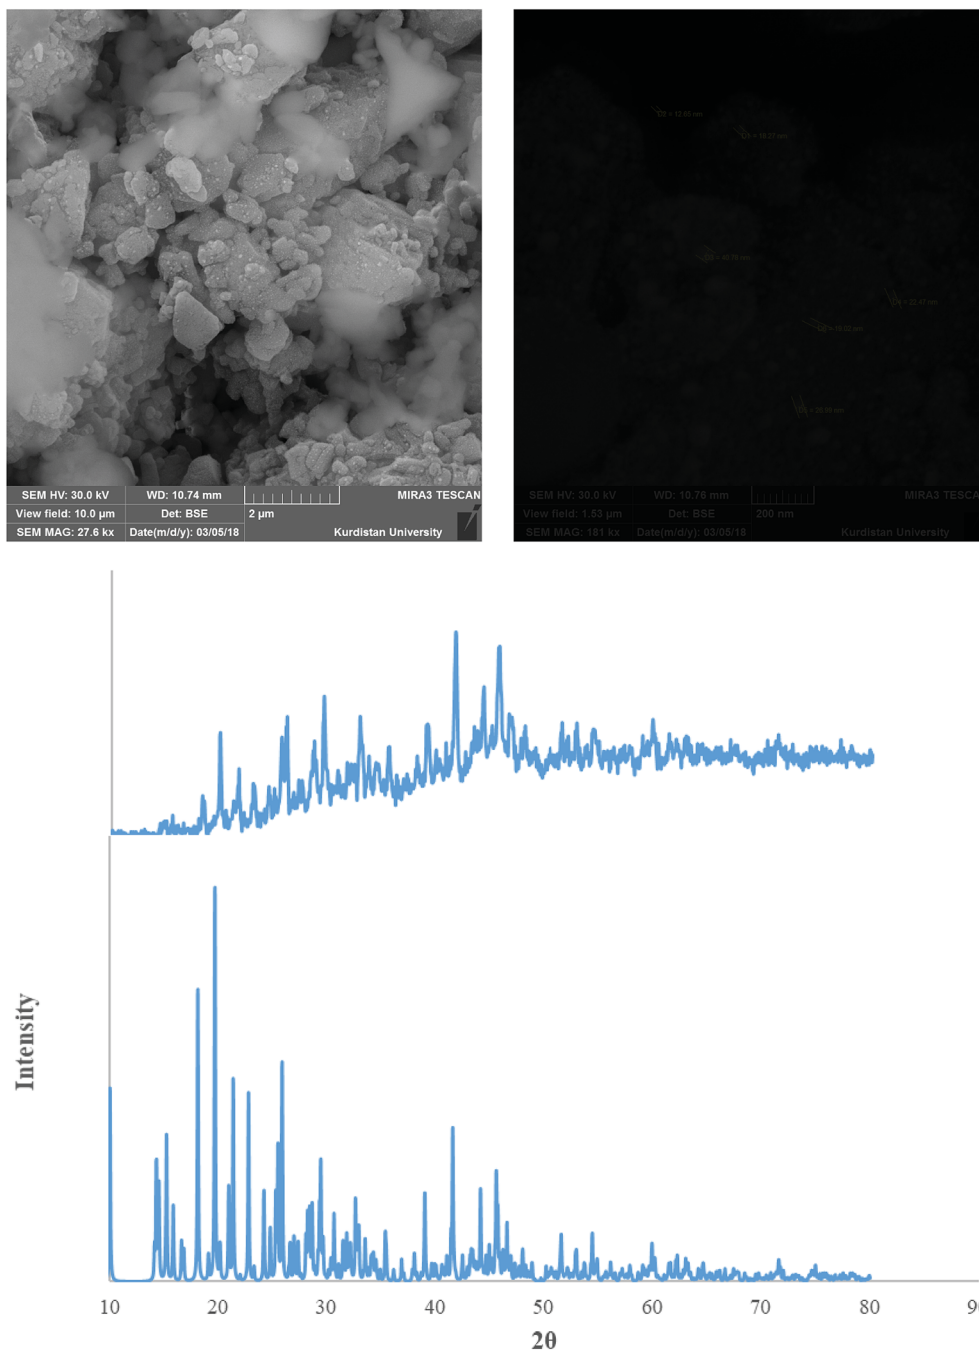 SEM HV: 30.0 kV WD: 10.74 mm MIRA3 TESCAN
View field: 10.0 µm Det: BSE 2 µm
SEM MAG: 27.6 kx Date(m/d/y): 03/05/18 Kurdistan University
SEM HV: 30.0 kV WD: 10.76 mm MIRA3 TESCA
View field: 1.53 µm Det: BSE 200 nm
SEM MAG: 181 kx Date(m/d/y): 03/05/18 Kurdistan University
Intensity
10 20 30 40 50 60 70 80
2θ